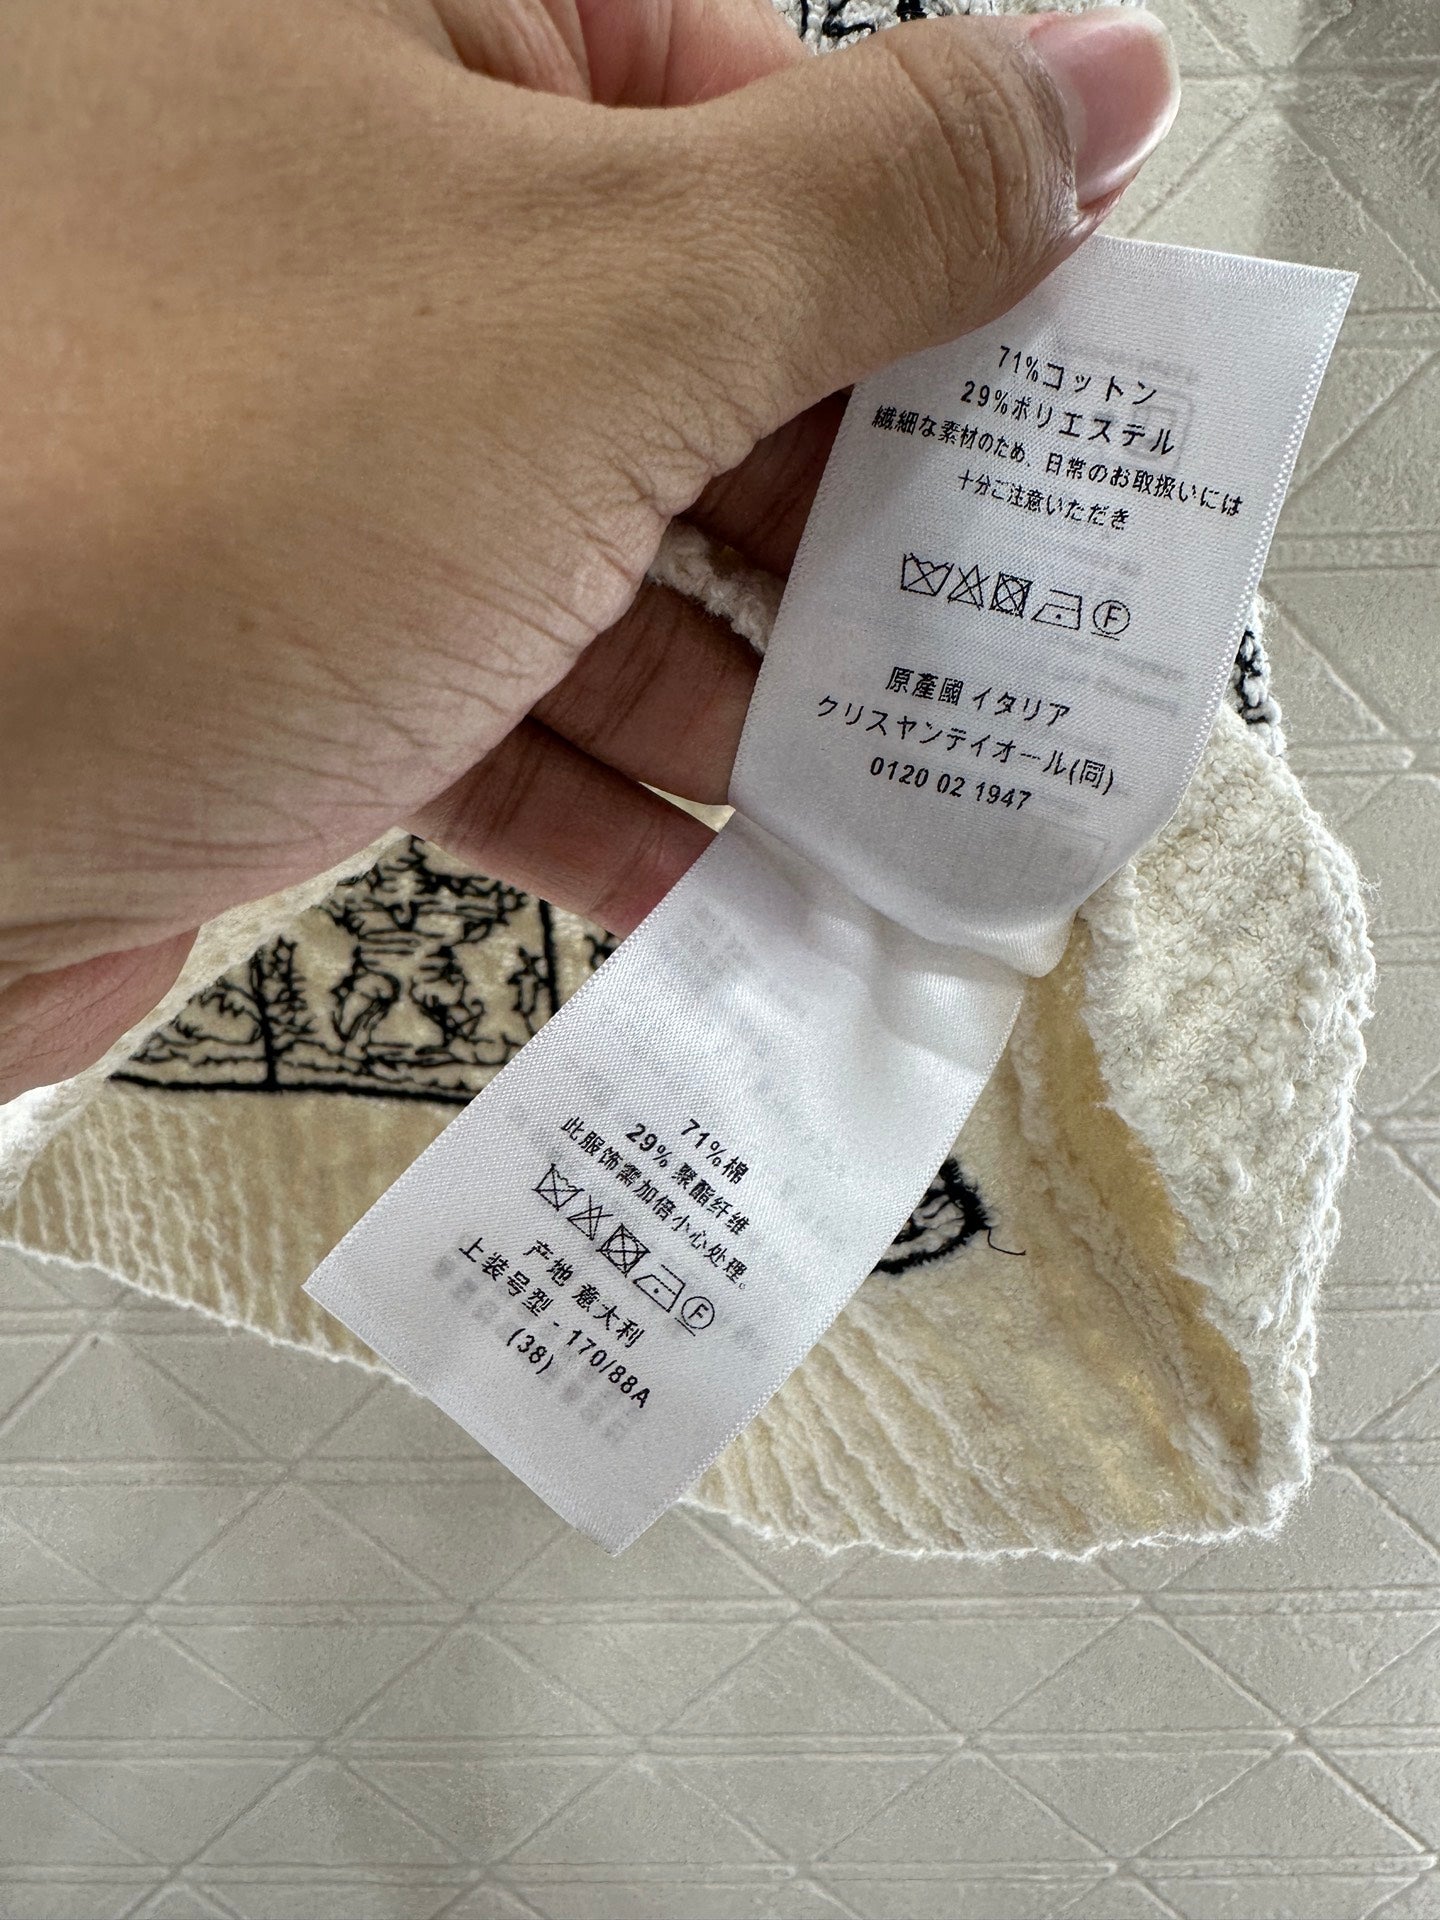 71%コットン
29%ポリエステル
繊細な素材のため、日常のお取扱いには
十分ご注意いただき
F
原產國 イタリア
クリスヤンテイオール(同)
0120 02 1947
71%棉
29% 聚酯纤维
此服饰需加倍小心处理。
F
产地 意大利
上装号型 - 170/88A
(38)